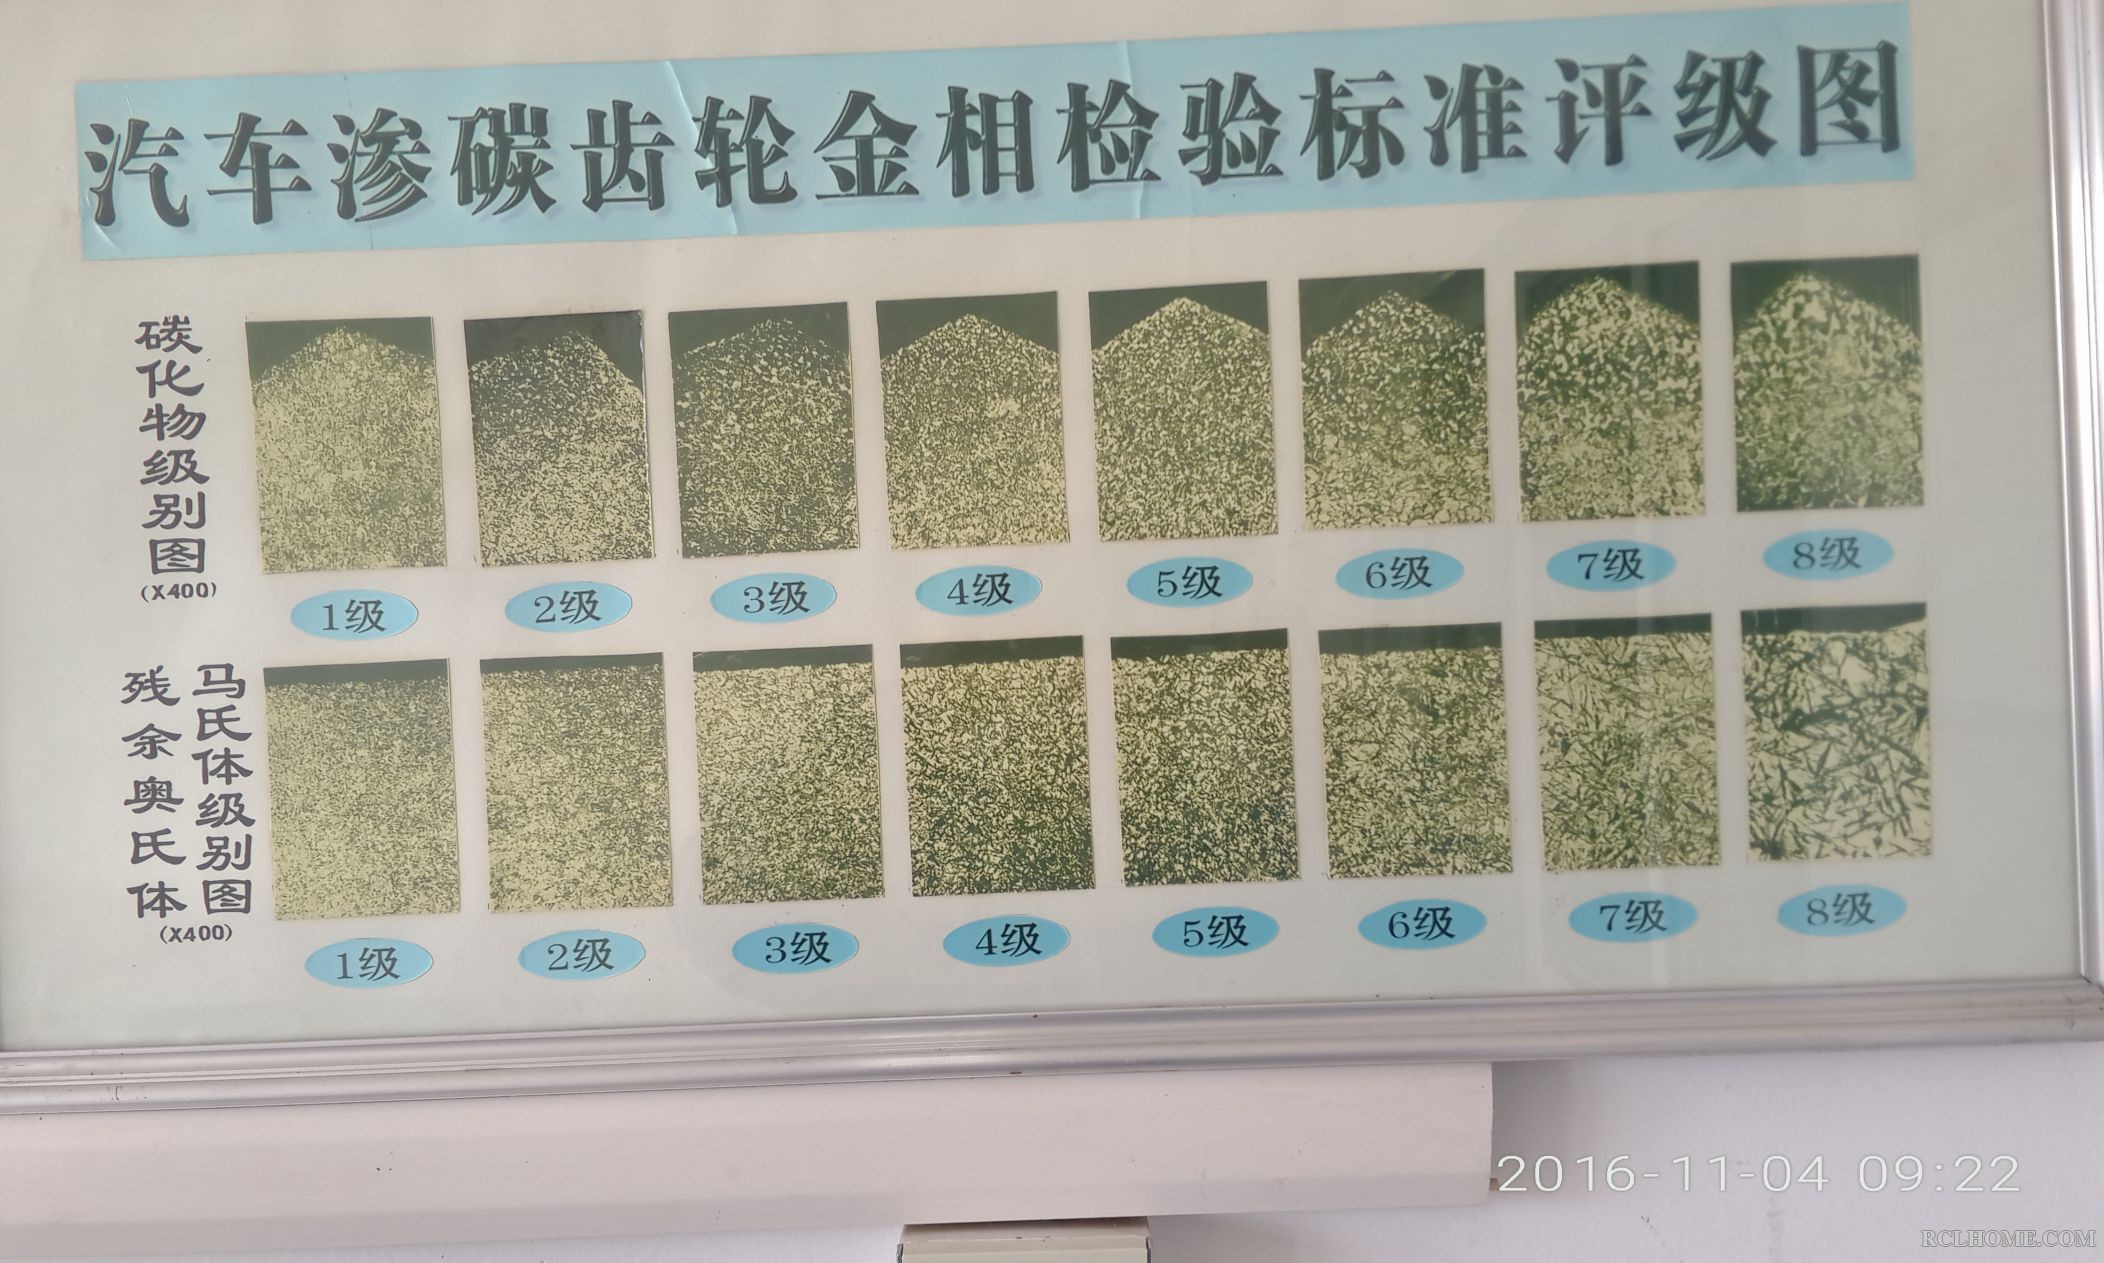 汽车渗碳齿轮金相检验标准评级图
碳化物级别图
(X400)
1级 2级 3级 4级 5级 6级 7级 8级
马氏体级别图
残余奥氏体
(X400)
1级 2级 3级 4级 5级 6级 7级 8级
2016-11-04 09:22
RCLHOME.COM